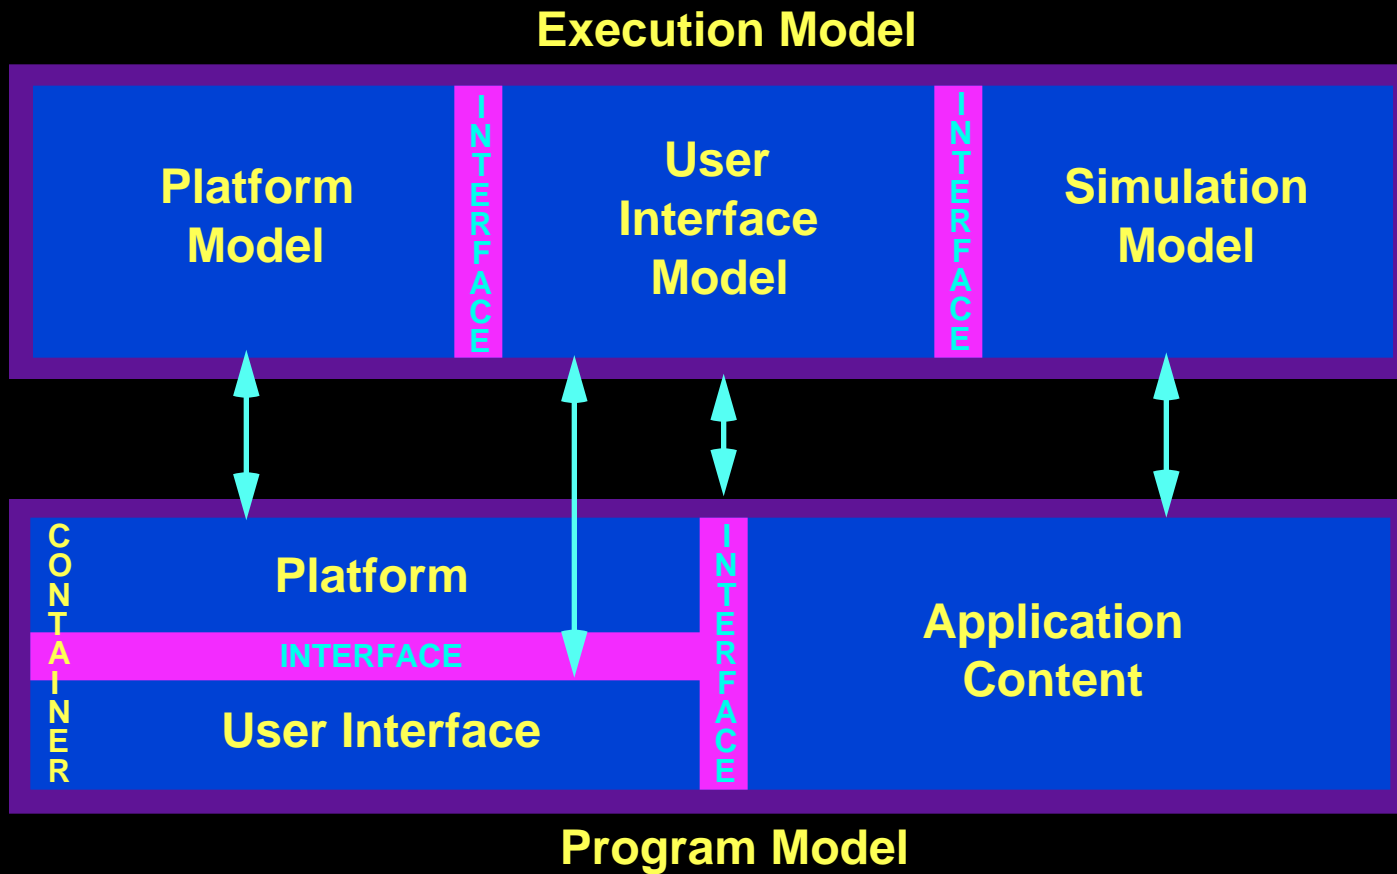 Execution Model
Platform
Model
INTERFACE
User
Interface
Model
INTERFACE
Simulation
Model
CONTAINER
Platform
INTERFACE
User Interface
INTERFACE
Application
Content
Program Model